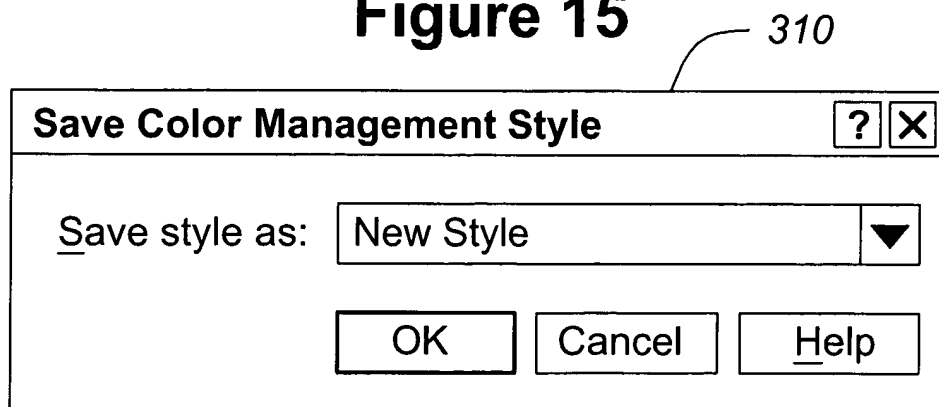 Figure 15
310
Save Color Management Style ? X
Save style as: New Style
OK Cancel Help